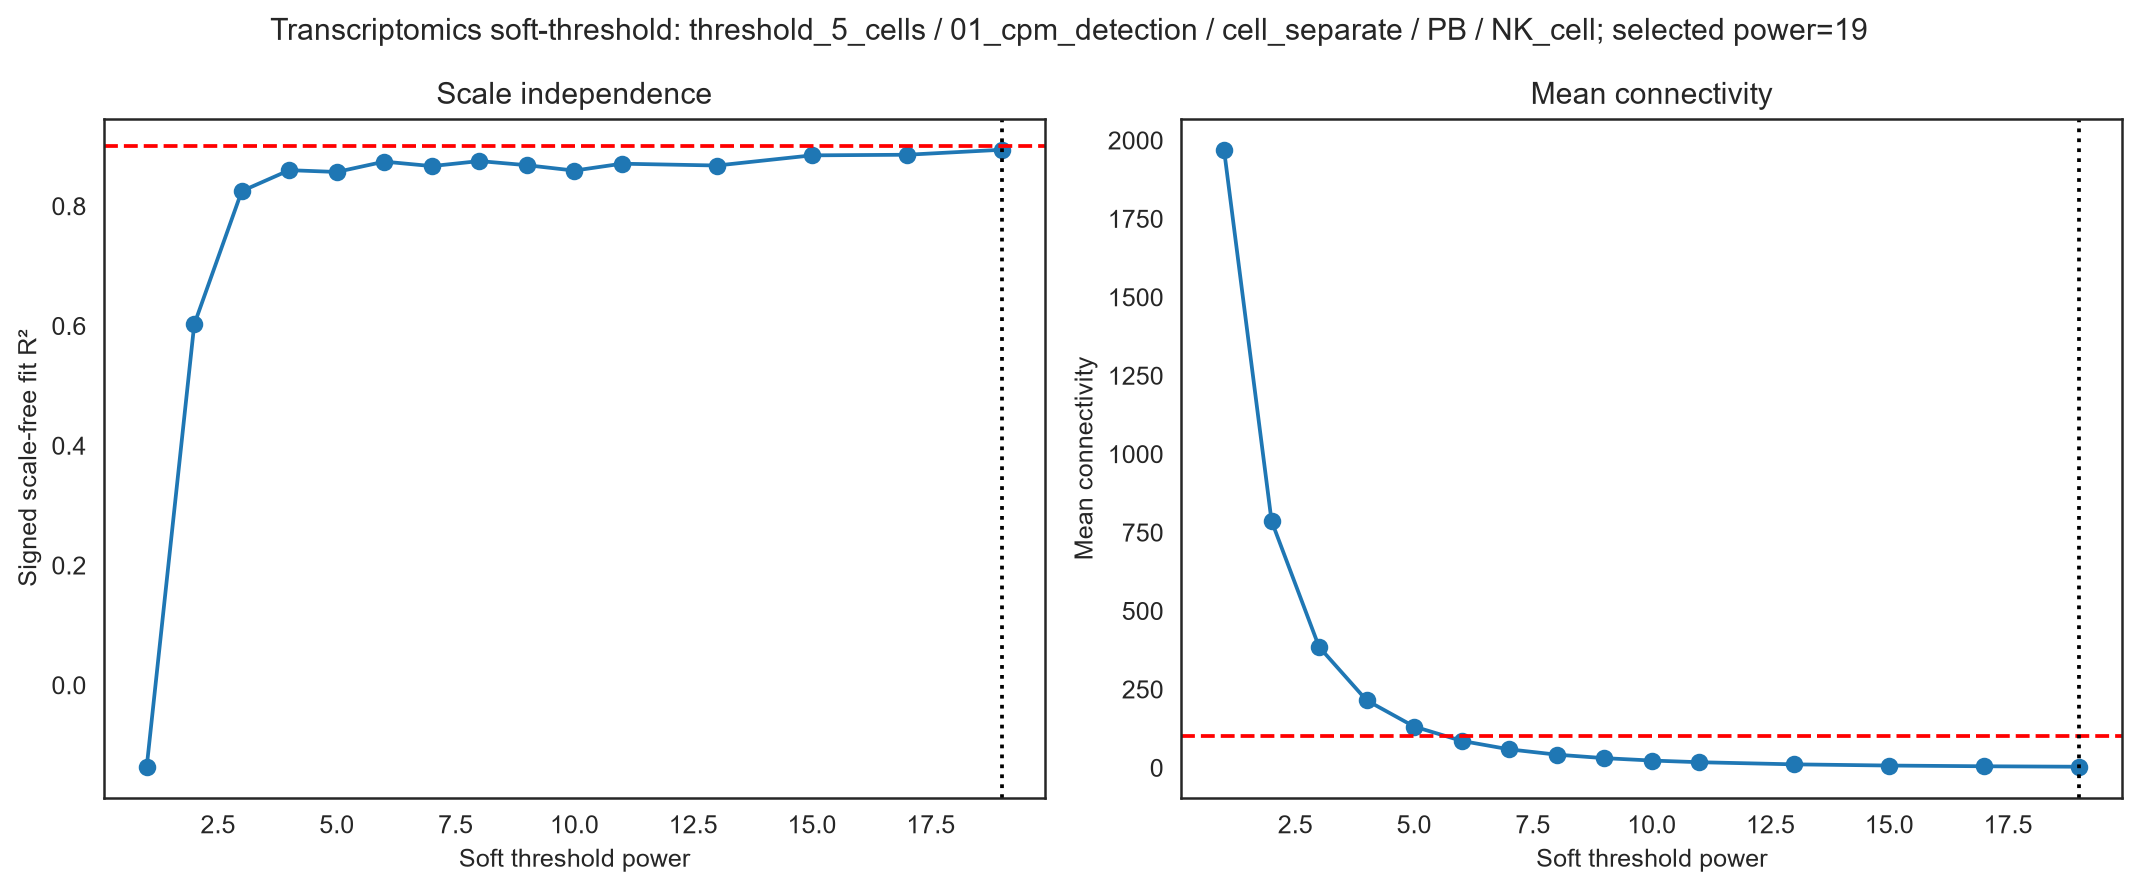 Transcriptomics soft-threshold: threshold_5_cells / 01_cpm_detection / cell_separate / PB / NK_cell; selected power=19
Scale independence
Signed scale-free fit R²
0.8
0.6
0.4
0.2
0.0
2.5 5.0 7.5 10.0 12.5 15.0 17.5
Soft threshold power
Mean connectivity
Mean connectivity
2000
1750
1500
1250
1000
750
500
250
0
2.5 5.0 7.5 10.0 12.5 15.0 17.5
Soft threshold power